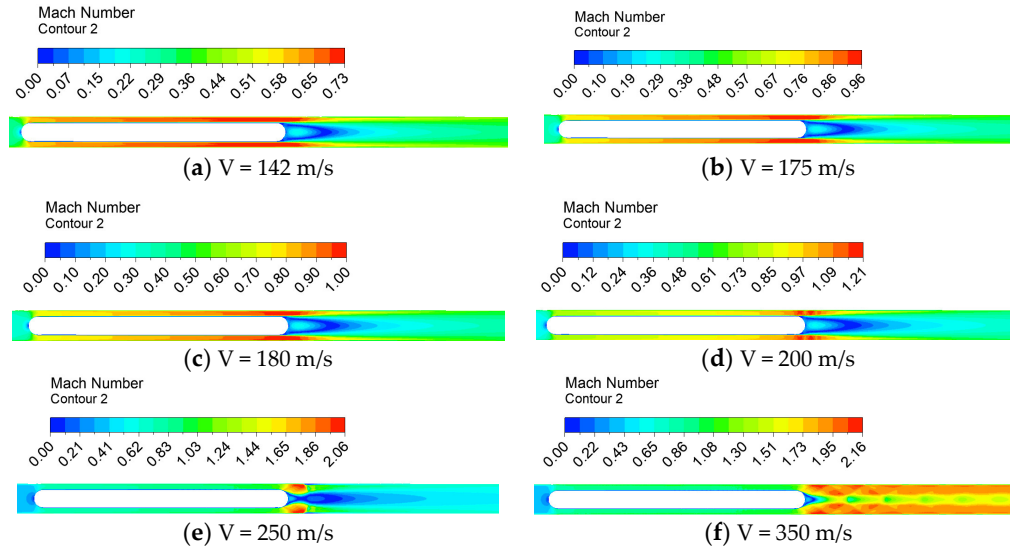 Mach Number
Contour 2
0.00 0.07 0.15 0.22 0.29 0.36 0.44 0.51 0.58 0.65 0.73
(a) V = 142 m/s
Mach Number
Contour 2
0.00 0.10 0.19 0.29 0.38 0.48 0.57 0.67 0.76 0.86 0.96
(b) V = 175 m/s
Mach Number
Contour 2
0.00 0.10 0.20 0.30 0.40 0.50 0.60 0.70 0.80 0.90 1.00
(c) V = 180 m/s
Mach Number
Contour 2
0.00 0.12 0.24 0.36 0.48 0.61 0.73 0.85 0.97 1.09 1.21
(d) V = 200 m/s
Mach Number
Contour 2
0.00 0.21 0.41 0.62 0.82 1.03 1.24 1.44 1.65 1.86 2.06
(e) V = 250 m/s
Mach Number
Contour 2
0.00 0.22 0.43 0.65 0.86 1.08 1.30 1.51 1.73 1.95 2.16
(f) V = 350 m/s